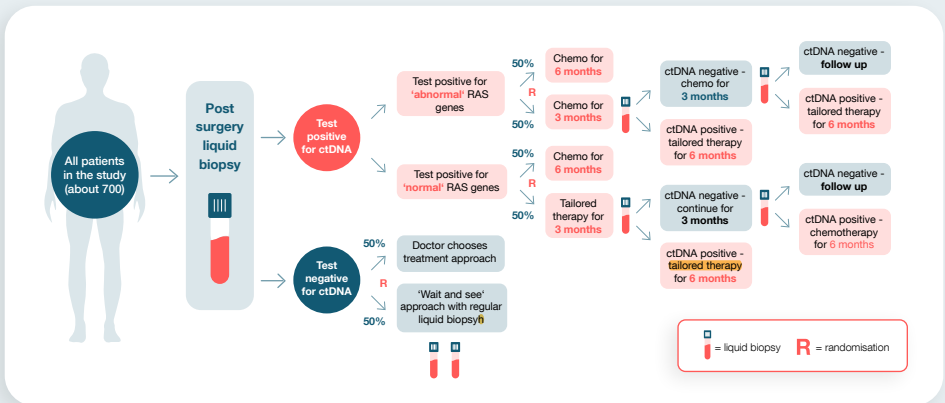 All patients
in the study
(about 700)
Post
surgery
liquid
biopsy
Test
positive
for ctDNA
Test
negative
for ctDNA
Test positive for
‘abnormal‘ RAS
genes
Test positive for
‘normal‘ RAS genes
50%
R
50%
50%
R
50%
50%
R
50%
Doctor chooses
treatment approach
‘Wait and see‘
approach with regular
liquid biopsyh
Chemo for
6 months
Chemo for
3 months
Chemo for
6 months
Tailored
therapy for
3 months
ctDNA negative -
chemo for
3 months
ctDNA positive -
tailored therapy
for 6 months
ctDNA negative -
continue for
3 months
ctDNA positive -
tailored therapy
for 6 months
ctDNA negative -
follow up
ctDNA positive -
tailored therapy
for 6 months
ctDNA negative -
follow up
ctDNA positive -
chemotherapy
for 6 months
= liquid biopsy
R = randomisation